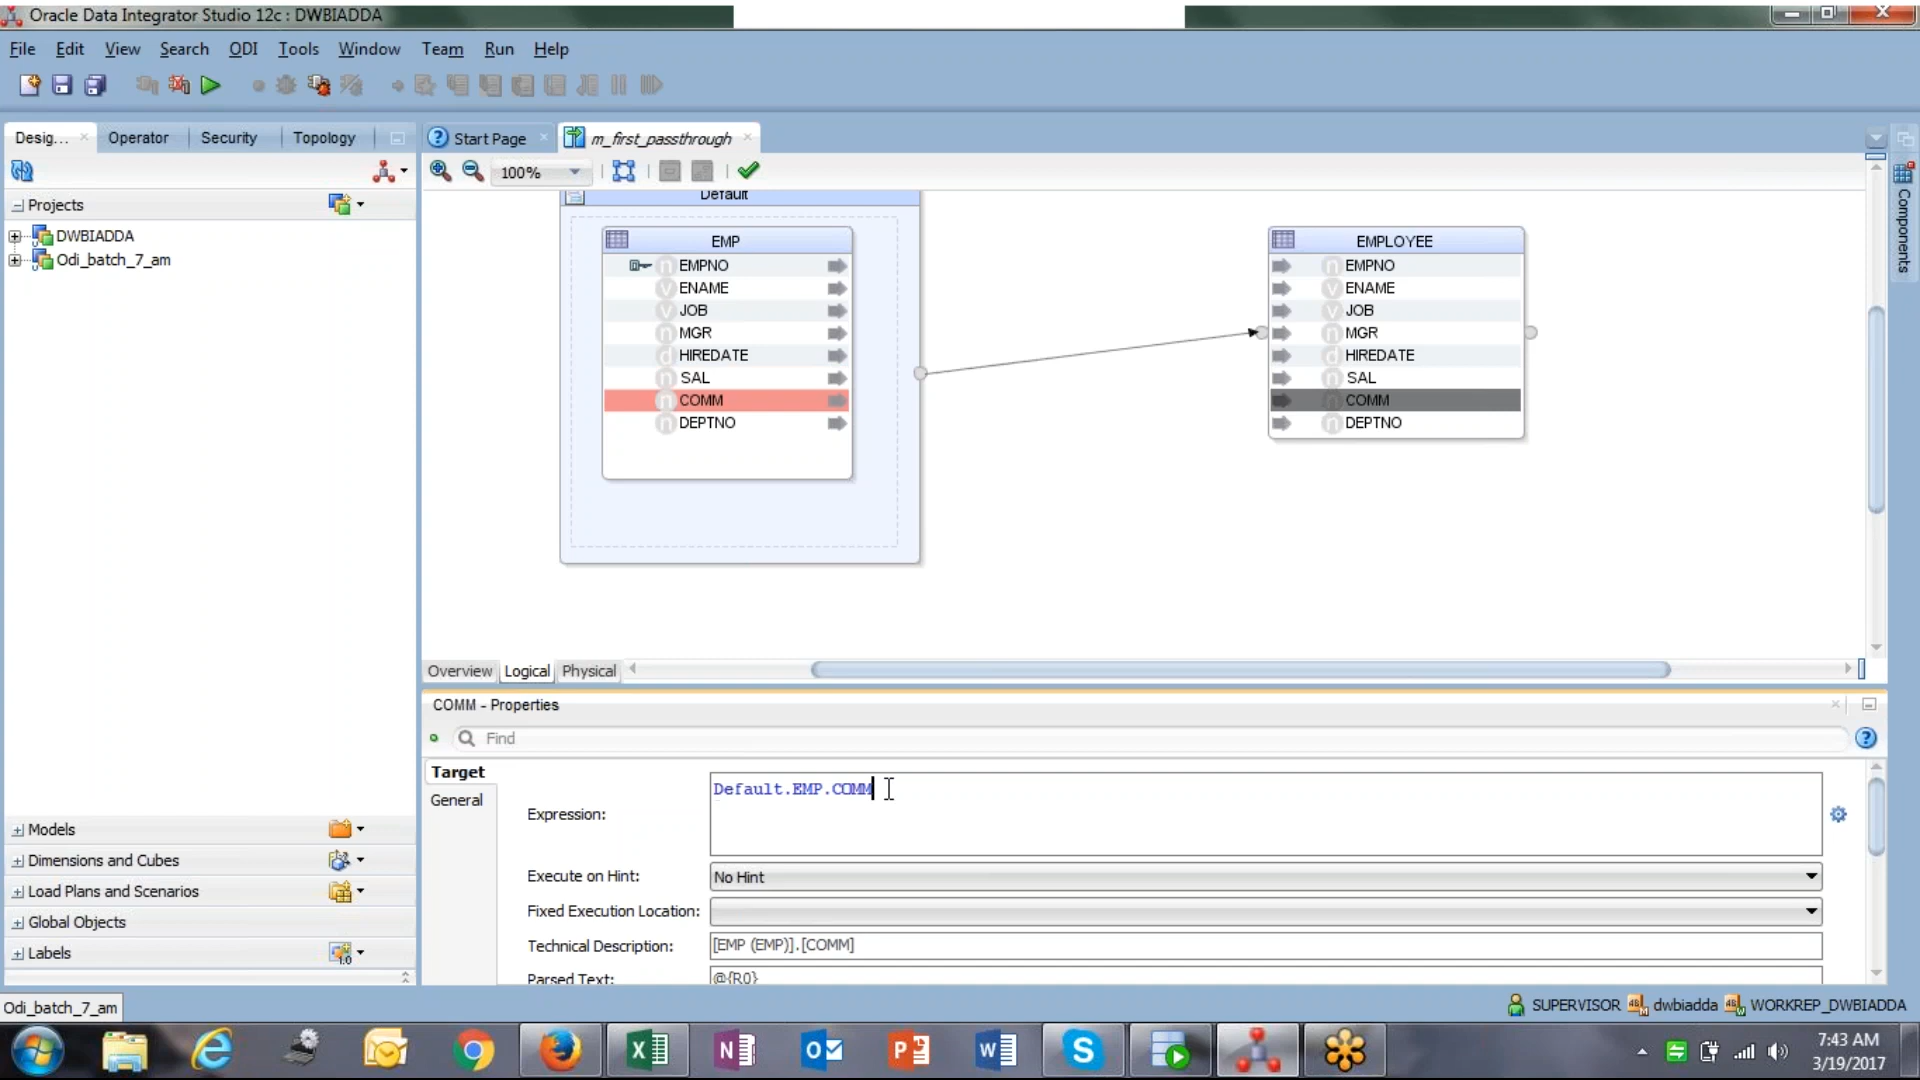 Oracle Data Integrator Studio 12c : DWBIADDA
File Edit View Search ODI Tools Window Team Run Help
Desig... Operator Security Topology
Start Page m_first_passthrough
100%
Projects
DWBIADDA
Odi_batch_7_am
Default
EMP
EMPNO
ENAME
JOB
MGR
HIREDATE
SAL
COMM
DEPTNO
EMPLOYEE
EMPNO
ENAME
JOB
MGR
HIREDATE
SAL
COMM
DEPTNO
Components
Overview Logical Physical
COMM - Properties
Find
Target
General
Expression: Default.EMP.COMM
Execute on Hint: No Hint
Fixed Execution Location:
Technical Description: [EMP (EMP)].[COMM]
Parsed Text: @{R0}
Models
Dimensions and Cubes
Load Plans and Scenarios
Global Objects
Labels
Odi_batch_7_am
SUPERVISOR dwbiadda WORKREP_DWBIADDA
7:43 AM
3/19/2017